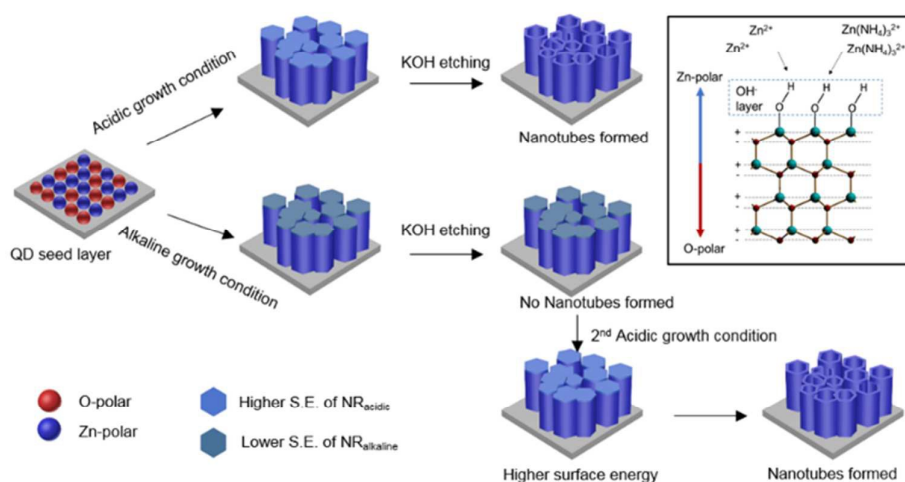 Acidic growth condition
KOH etching
Nanotubes formed
QD seed layer
Alkaline growth condition
KOH etching
No Nanotubes formed
2nd Acidic growth condition
Higher surface energy
Nanotubes formed
O-polar
Zn-polar
Higher S.E. of NRacidic
Lower S.E. of NRalkaline
Zn2+
Zn2+
Zn(NH4)32+
Zn(NH4)32+
Zn-polar
OH-
layer
H H H
O O O
+
-
+
-
+
-
+
-
O-polar